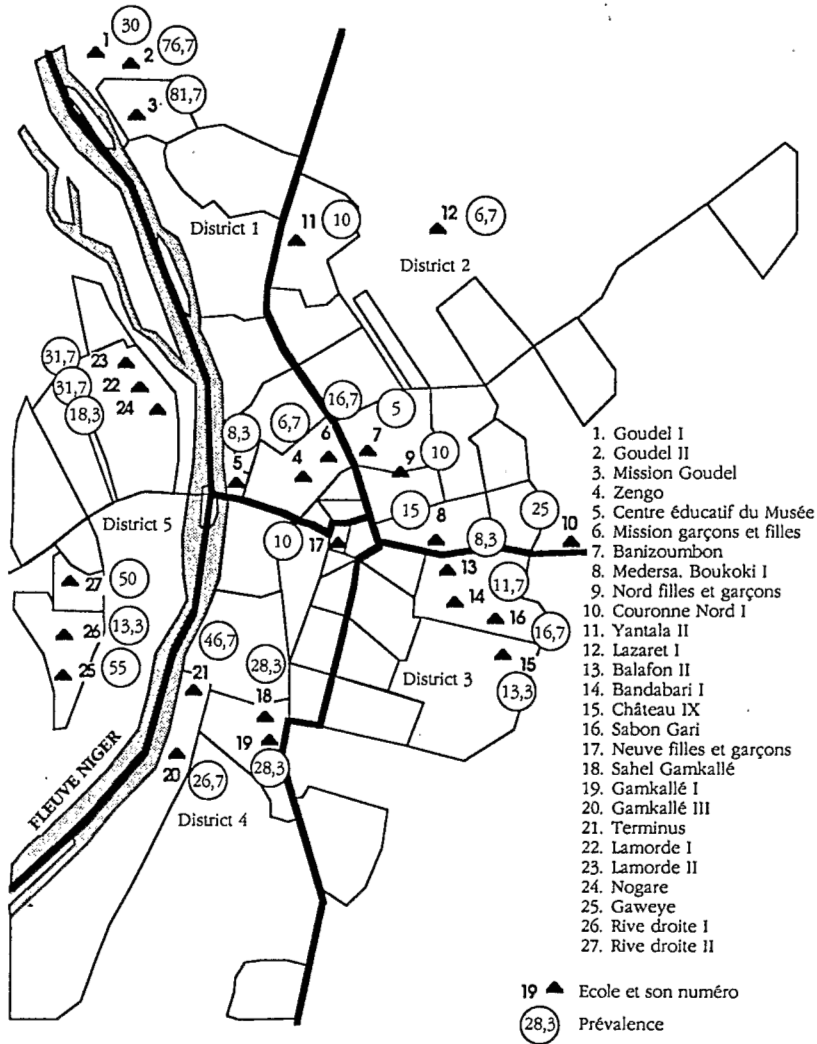 30
1
76,7
2
81,7
3
District 1
11
10
12
6,7
District 2
31,7
23
31,7
22
18,3
24
8,3
5
6,7
4
16,7
6
5
7
9
10
District 5
10
17
15
8
8,3
25
10
13
11,7
14
16
16,7
15
13,3
District 3
27
50
26
13,3
25
55
46,7
21
28,3
18
19
28,3
20
26,7
District 4
FLEUVE NIGER
1. Goudel I
2. Goudel II
3. Mission Goudel
4. Zengo
5. Centre éducatif du Musée
6. Mission garçons et filles
7. Banizoumbon
8. Medersa. Boukoki I
9. Nord filles et garçons
10. Couronne Nord I
11. Yantala II
12. Lazaret I
13. Balafon II
14. Bandabari I
15. Château IX
16. Sabon Gari
17. Neuve filles et garçons
18. Sahel Gamkallé
19. Gamkallé I
20. Gamkallé III
21. Terminus
22. Lamorde I
23. Lamorde II
24. Nogare
25. Gaweye
26. Rive droite I
27. Rive droite II
19 Ecole et son numéro
28,3 Prévalence